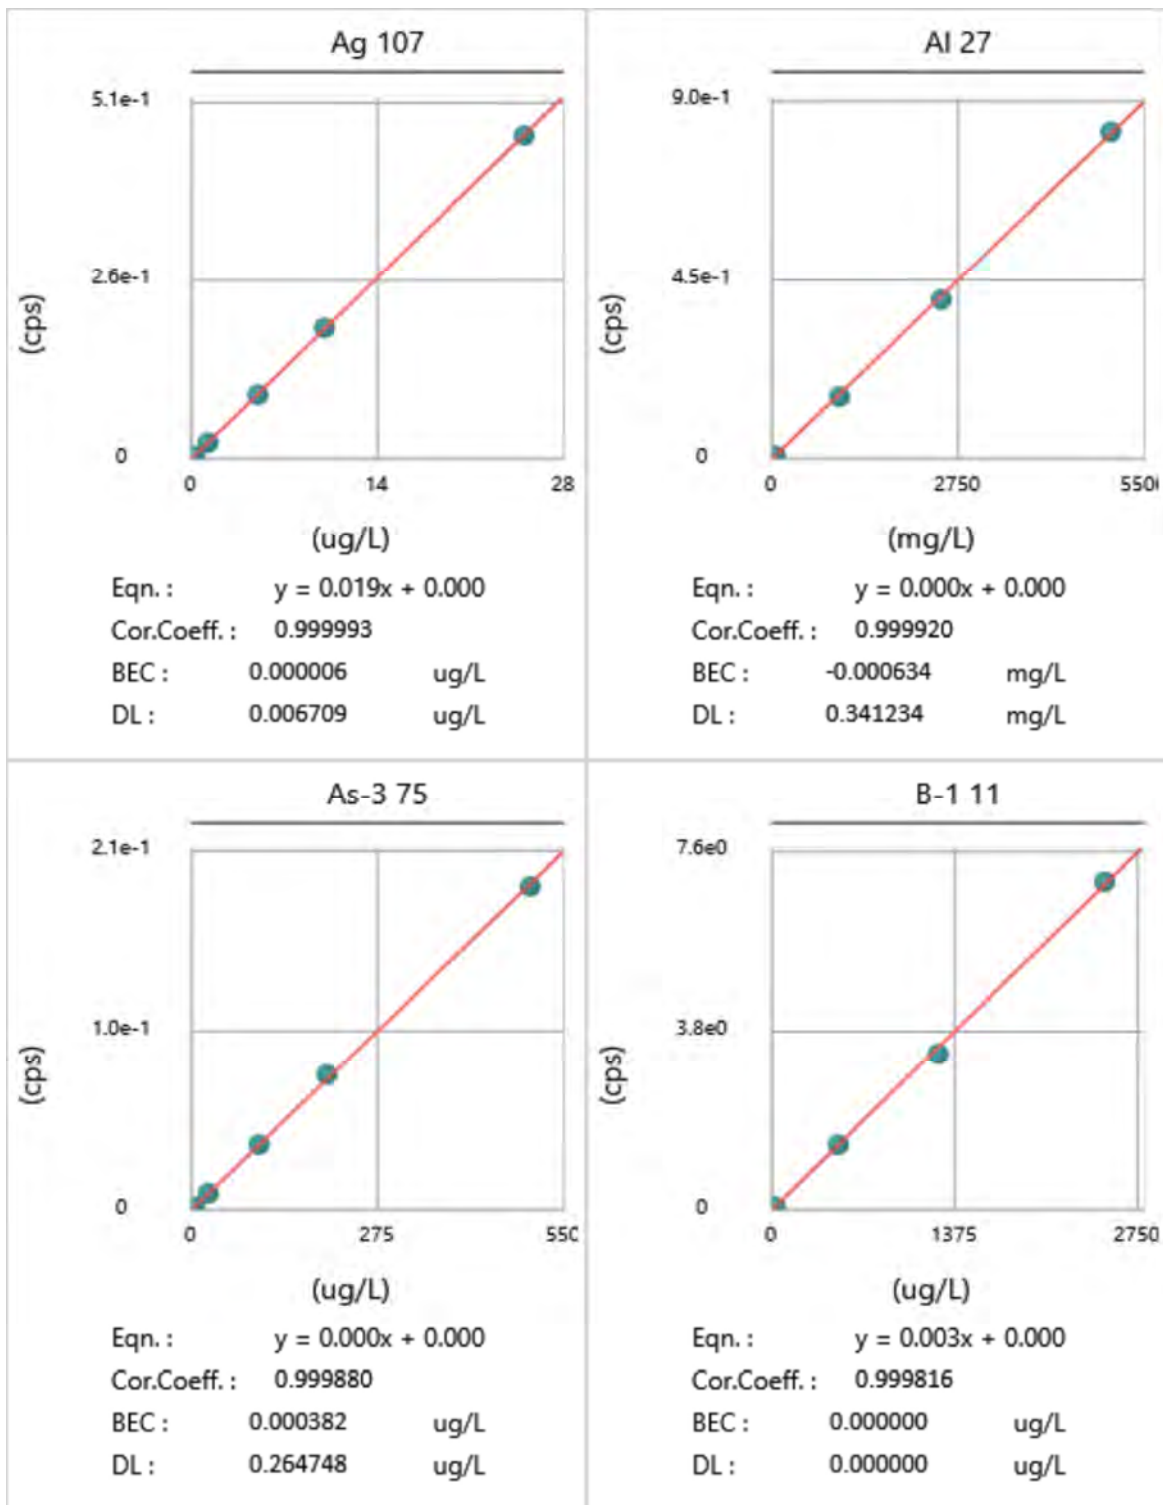 Ag 107
5.1e-1
2.6e-1
0
(cps)
0 14 28
(ug/L)
Eqn. : y = 0.019x + 0.000
Cor.Coeff. : 0.999993
BEC : 0.000006 ug/L
DL : 0.006709 ug/L
Al 27
9.0e-1
4.5e-1
0
(cps)
0 2750 550
(mg/L)
Eqn. : y = 0.000x + 0.000
Cor.Coeff. : 0.999920
BEC : -0.000634 mg/L
DL : 0.341234 mg/L
As-3 75
2.1e-1
1.0e-1
0
(cps)
0 275 550
(ug/L)
Eqn. : y = 0.000x + 0.000
Cor.Coeff. : 0.999880
BEC : 0.000382 ug/L
DL : 0.264748 ug/L
B-1 11
7.6e0
3.8e0
0
(cps)
0 1375 2750
(ug/L)
Eqn. : y = 0.003x + 0.000
Cor.Coeff. : 0.999816
BEC : 0.000000 ug/L
DL : 0.000000 ug/L